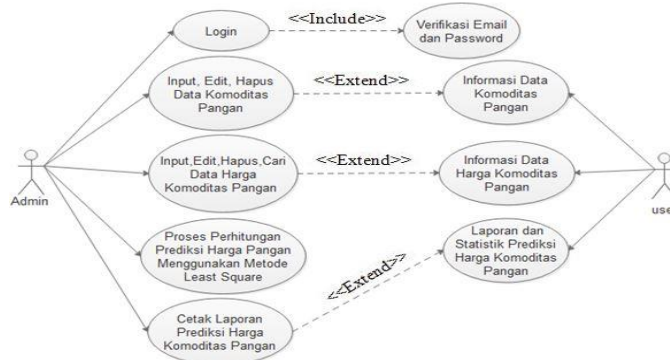 Login
<<Include>>
Verifikasi Email
dan Password
Input, Edit, Hapus
Data Komoditas
Pangan
<<Extend>>
Informasi Data
Komoditas
Pangan
Input,Edit,Hapus,Cari
Data Harga
Komoditas Pangan
<<Extend>>
Informasi Data
Harga Komoditas
Pangan
Admin
use
Proses Perhitungan
Prediksi Harga Pangan
Menggunakan Metode
Least Square
<<Extend>>
Laporan dan
Statistik Prediksi
Harga Komoditas
Pangan
Cetak Laporan
Prediksi Harga
Komoditas Pangan